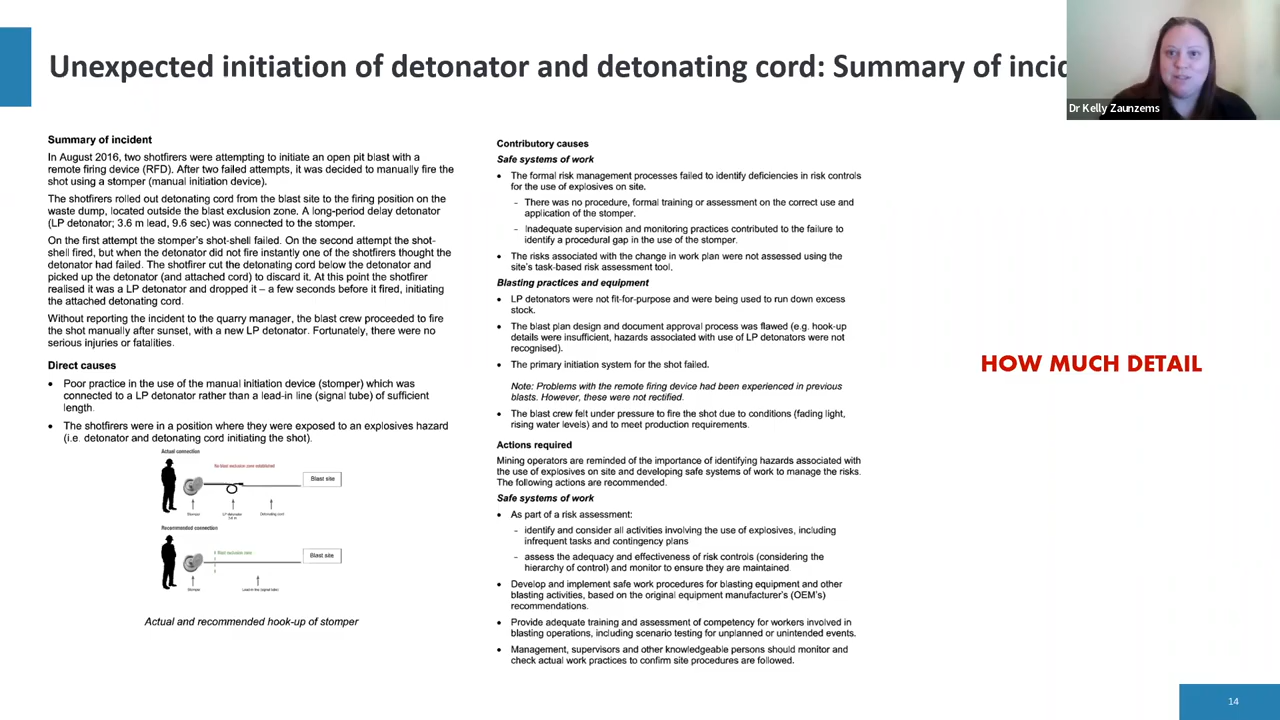 Unexpected initiation of detonator and detonating cord: Summary of incid
Dr Kelly Zaunzems
Summary of incident
In August 2016, two shotfirers were attempting to initiate an open pit blast with a
remote firing device (RFD). After two failed attempts, it was decided to manually fire the
shot using a stomper (manual initiation device).
The shotfirers rolled out detonating cord from the blast site to the firing position on the
waste dump, located outside the blast exclusion zone. A long-period delay detonator
(LP detonator; 3.6 m lead, 9.6 sec) was connected to the stomper.
On the first attempt the stomper's shot-shell failed. On the second attempt the shot-
shell fired, but when the detonator did not fire instantly one of the shotfirers thought the
detonator had failed. The shotfirer cut the detonating cord below the detonator and
picked up the detonator (and attached cord) to discard it. At this point the shotfirer
realised it was a LP detonator and dropped it – a few seconds before it fired, initiating
the attached detonating cord.
Without reporting the incident to the quarry manager, the blast crew proceeded to fire
the shot manually after sunset, with a new LP detonator. Fortunately, there were no
serious injuries or fatalities.
Direct causes
• Poor practice in the use of the manual initiation device (stomper) which was
connected to a LP detonator rather than a lead-in line (signal tube) of sufficient
length.
• The shotfirers were in a position where they were exposed to an explosives hazard
(i.e. detonator and detonating cord initiating the shot).
Actual connection
No blast exclusion zone established
Blast site
Stomper
LP detonator
3.6 m
Detonating cord
Recommended connection
Blast exclusion zone
Blast site
Stomper
Lead-in line (signal tube)
Actual and recommended hook-up of stomper
Contributory causes
Safe systems of work
• The formal risk management processes failed to identify deficiencies in risk controls
for the use of explosives on site.
- There was no procedure, formal training or assessment on the correct use and
application of the stomper.
- Inadequate supervision and monitoring practices contributed to the failure to
identify a procedural gap in the use of the stomper.
• The risks associated with the change in work plan were not assessed using the
site's task-based risk assessment tool.
Blasting practices and equipment
• LP detonators were not fit-for-purpose and were being used to run down excess
stock.
• The blast plan design and document approval process was flawed (e.g. hook-up
details were insufficient, hazards associated with use of LP detonators were not
recognised).
• The primary initiation system for the shot failed.
Note: Problems with the remote firing device had been experienced in previous
blasts. However, these were not rectified.
• The blast crew felt under pressure to fire the shot due to conditions (fading light,
rising water levels) and to meet production requirements.
Actions required
Mining operators are reminded of the importance of identifying hazards associated with
the use of explosives on site and developing safe systems of work to manage the risks.
The following actions are recommended.
Safe systems of work
• As part of a risk assessment:
- identify and consider all activities involving the use of explosives, including
infrequent tasks and contingency plans
- assess the adequacy and effectiveness of risk controls (considering the
hierarchy of control) and monitor to ensure they are maintained
• Develop and implement safe work procedures for blasting equipment and other
blasting activities, based on the original equipment manufacturer's (OEM's)
recommendations.
• Provide adequate training and assessment of competency for workers involved in
blasting operations, including scenario testing for unplanned or unintended events.
• Management, supervisors and other knowledgeable persons should monitor and
check actual work practices to confirm site procedures are followed.
HOW MUCH DETAIL
14